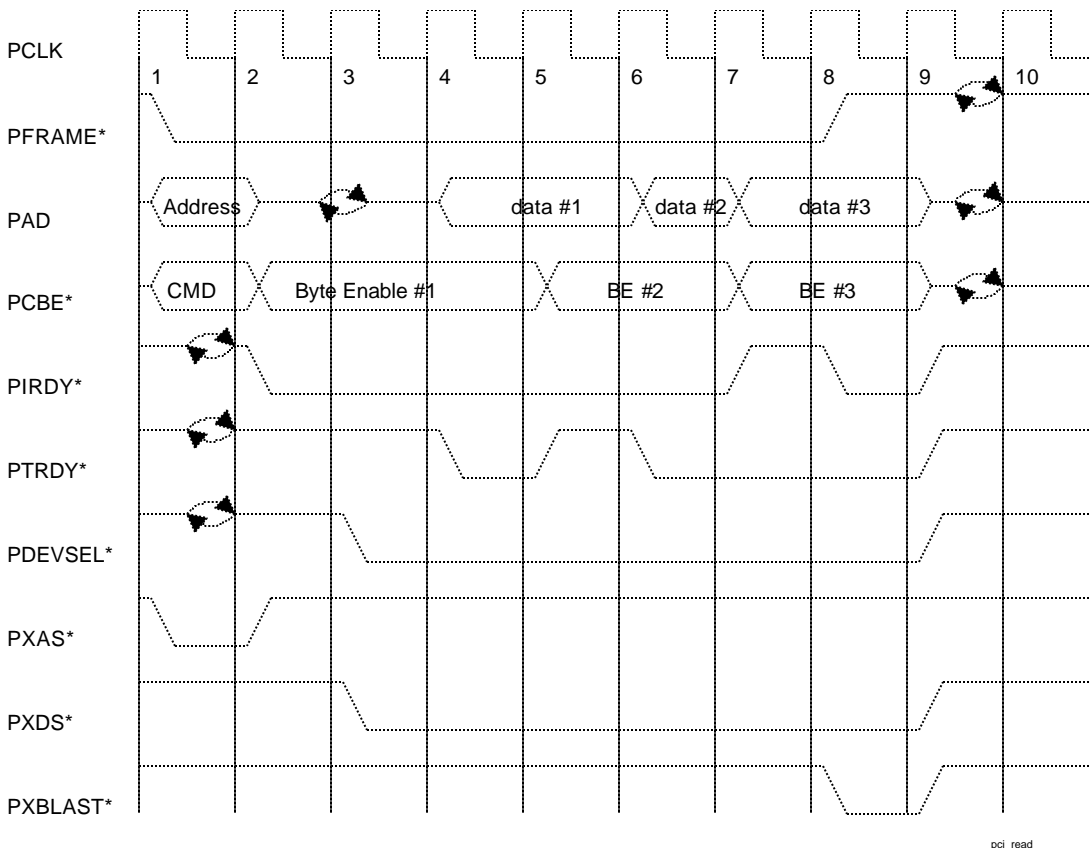 PCLK
1 2 3 4 5 6 7 8 9 10
PFRAME*
PAD
Address data #1 data #2 data #3
PCBE*
CMD Byte Enable #1 BE #2 BE #3
PIRDY*
PTRDY*
PDEVSEL*
PXAS*
PXDS*
PXBLAST*
pci_read